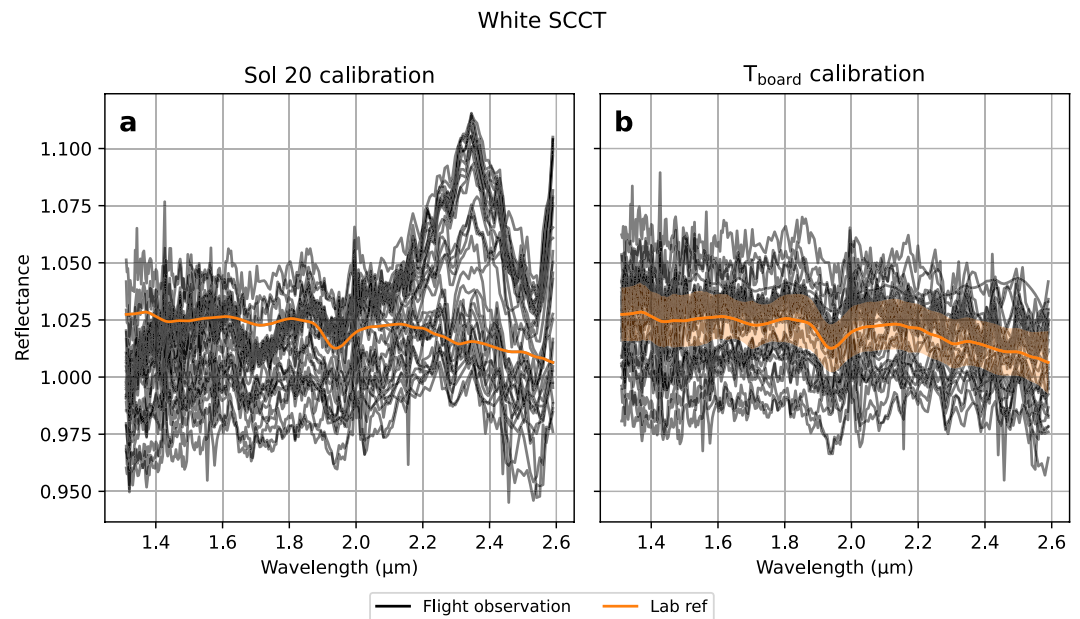 White SCCT
Sol 20 calibration
T_board calibration
a
b
Reflectance
1.100
1.075
1.050
1.025
1.000
0.975
0.950
1.4 1.6 1.8 2.0 2.2 2.4 2.6
1.4 1.6 1.8 2.0 2.2 2.4 2.6
Wavelength (μm)
Wavelength (μm)
Flight observation
Lab ref